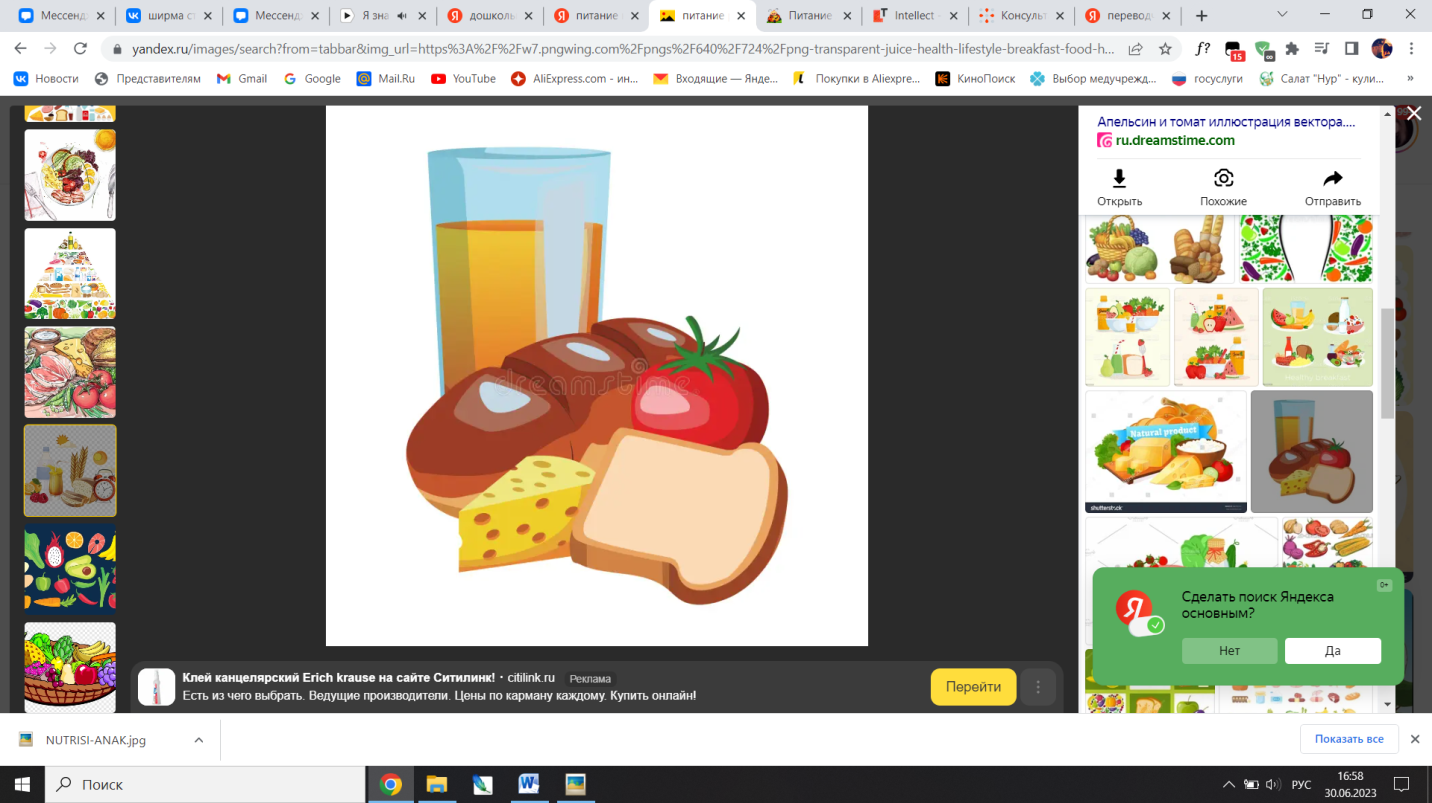 Мессенд
ширма ст
Мессенд
Я зна
дошколь
питание
питание
Питание
Intellect
Консульт
перевод
yandex.ru/images/search?from=tabbar&img_url=https%3A%2F%2Fw7.pngwing.com%2Fpngs%2F640%2F724%2Fpng-transparent-juice-health-lifestyle-breakfast-food-h...
f?
15
Новости
Представителям
Gmail
Google
Mail.Ru
YouTube
AliExpress.com - ин...
Входящие — Янде...
Покупки в Aliexpre...
КиноПоиск
Выбор медучрежд...
госуслуги
Салат "Нур" - кули...
»
Апельсин и томат иллюстрация вектора....
ru.dreamstime.com
Открыть
Похожие
Отправить
dreamstime
Natural product
shutterstock
Сделать поиск Яндекса
основным?
Нет
Да
Клей канцелярский Erich krause на сайте Ситилинк! · citilink.ru Реклама
Есть из чего выбрать. Ведущие производители. Цены по карману каждому. Купить онлайн!
Перейти
NUTRISI-ANAK.jpg
Показать все
Поиск
РУС
16:58
30.06.2023